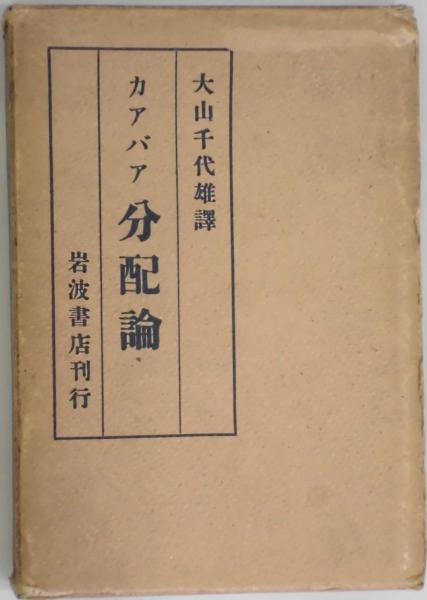 大山千代雄譯
カアバア 分配論
岩波書店刊行